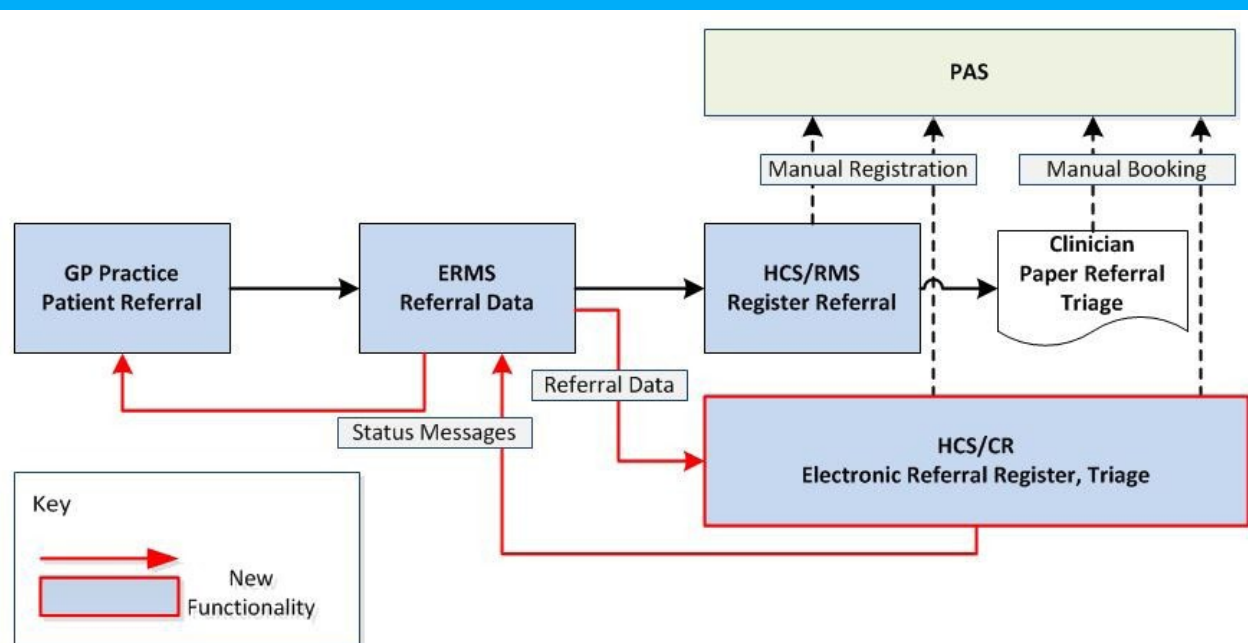 PAS
Manual Registration
Manual Booking
GP Practice
Patient Referral
ERMS
Referral Data
HCS/RMS
Register Referral
Clinician
Paper Referral
Triage
Referral Data
Status Messages
HCS/CR
Electronic Referral Register, Triage
Key
New
Functionality